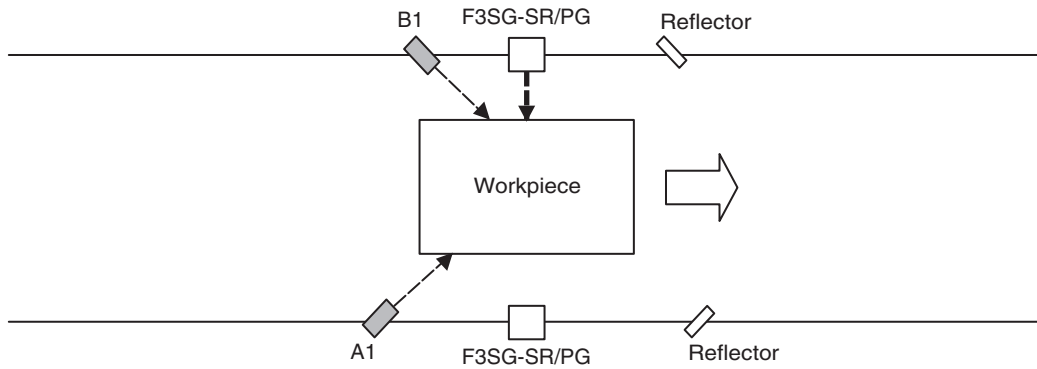 B1
F3SG-SR/PG
Reflector
Workpiece
A1
F3SG-SR/PG
Reflector